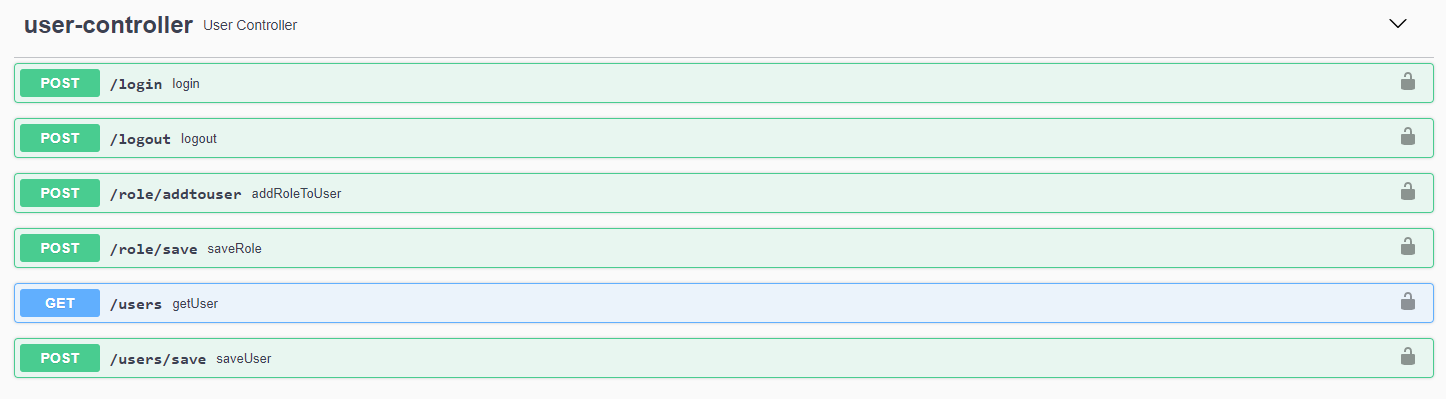 user-controller User Controller
POST /login login
POST /logout logout
POST /role/addtouser addRoleToUser
POST /role/save saveRole
GET /users getUser
POST /users/save saveUser